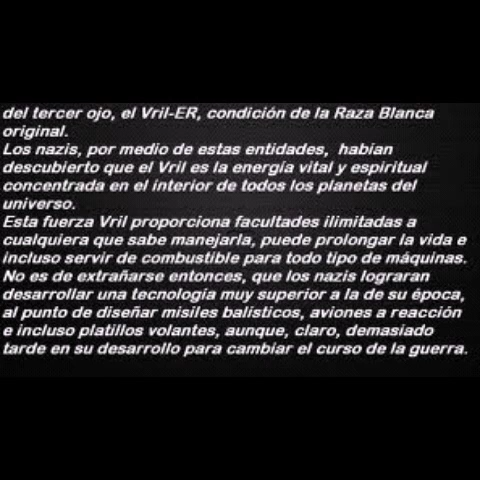 del tercer ojo, el Vril-ER, condición de la Raza Blanca
original.
Los nazis, por medio de estas entidades, habían
descubierto que el Vril es la energía vital y espiritual
concentrada en el interior de todos los planetas del
universo.
Esta fuerza Vril proporciona facultades ilimitadas a
cualquiera que sabe manejarla, puede prolongar la vida e
incluso servir de combustible para todo tipo de máquinas.
No es de extrañarse entonces, que los nazis lograran
desarrollar una tecnología muy superior a la de su época,
al punto de diseñar misiles balísticos, aviones a reacción
e incluso platillos volantes, aunque, claro, demasiado
tarde en su desarrollo para cambiar el curso de la guerra.